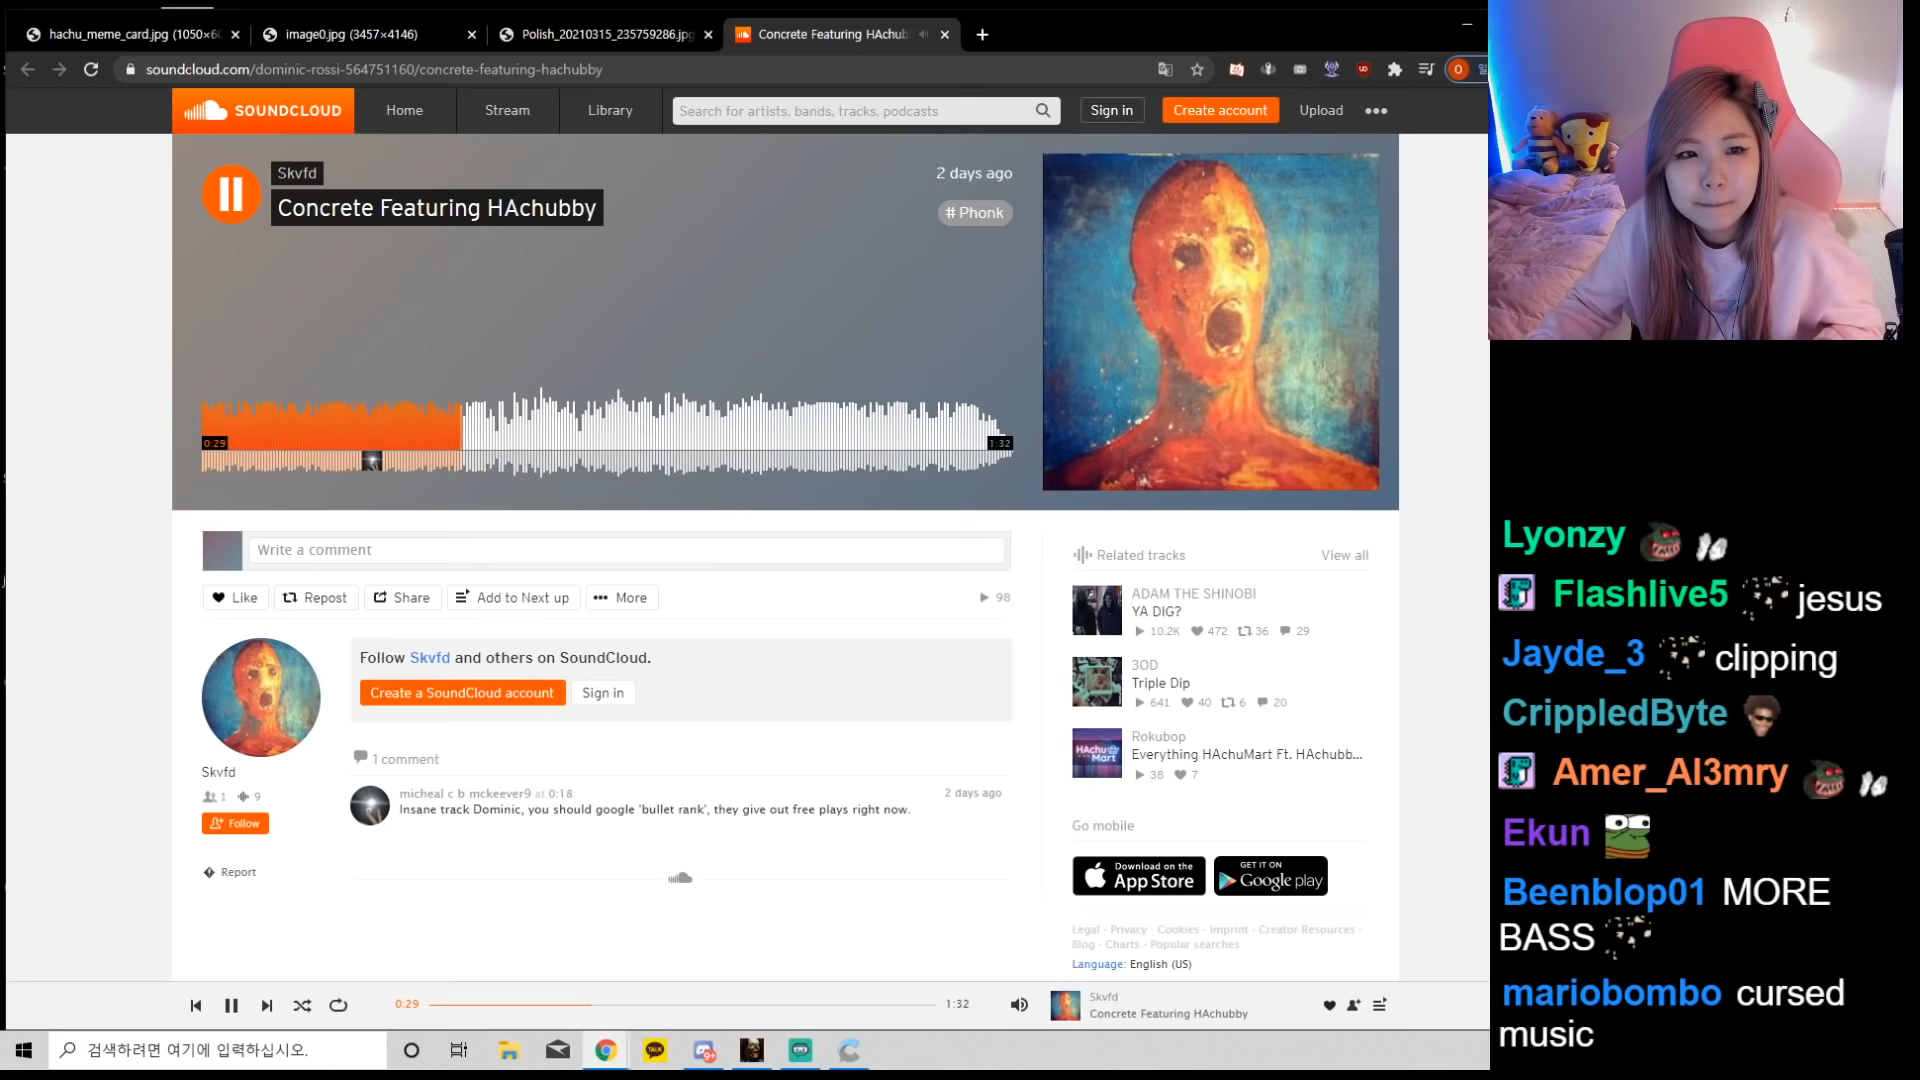 hachu_meme_card.jpg (1050×6
image0.jpg (3457×4146)
Polish_20210315_235759286.jpg
Concrete Featuring HAchub
soundcloud.com/dominic-rossi-564751160/concrete-featuring-hachubby
SOUNDCLOUD
Home
Stream
Library
Search for artists, bands, tracks, podcasts
Sign in
Create account
Upload
Skvfd
Concrete Featuring HAchubby
2 days ago
# Phonk
0:29
1:32
Write a comment
Like
Repost
Share
Add to Next up
More
98
Follow Skvfd and others on SoundCloud.
Create a SoundCloud account
Sign in
Skvfd
1
9
Follow
Report
1 comment
micheal c b mckeever9 at 0:18:
2 days ago
Insane track Dominic, you should google 'bullet rank', they give out free plays right now.
Related tracks
View all
ADAM THE SHINOBI
YA DIG?
10.2K 472 36 29
3OD
Triple Dip
641 40 6 20
HAchu
Mart
Rokubop
Everything HAchuMart Ft. HAchubb...
38 7
Go mobile
Download on the
App Store
GET IT ON
Google play
Legal - Privacy - Cookies - Imprint - Creator Resources -
Blog - Charts - Popular searches
Language: English (US)
0:29
1:32
Skvfd
Concrete Featuring HAchubby
검색하려면 여기에 입력하십시오.
TALK
9+
Lyonzy
Flashlive5 jesus
Jayde_3 clipping
CrippledByte
Amer_Al3mry
Ekun
Beenblop01 MORE
BASS
mariobombo cursed
music